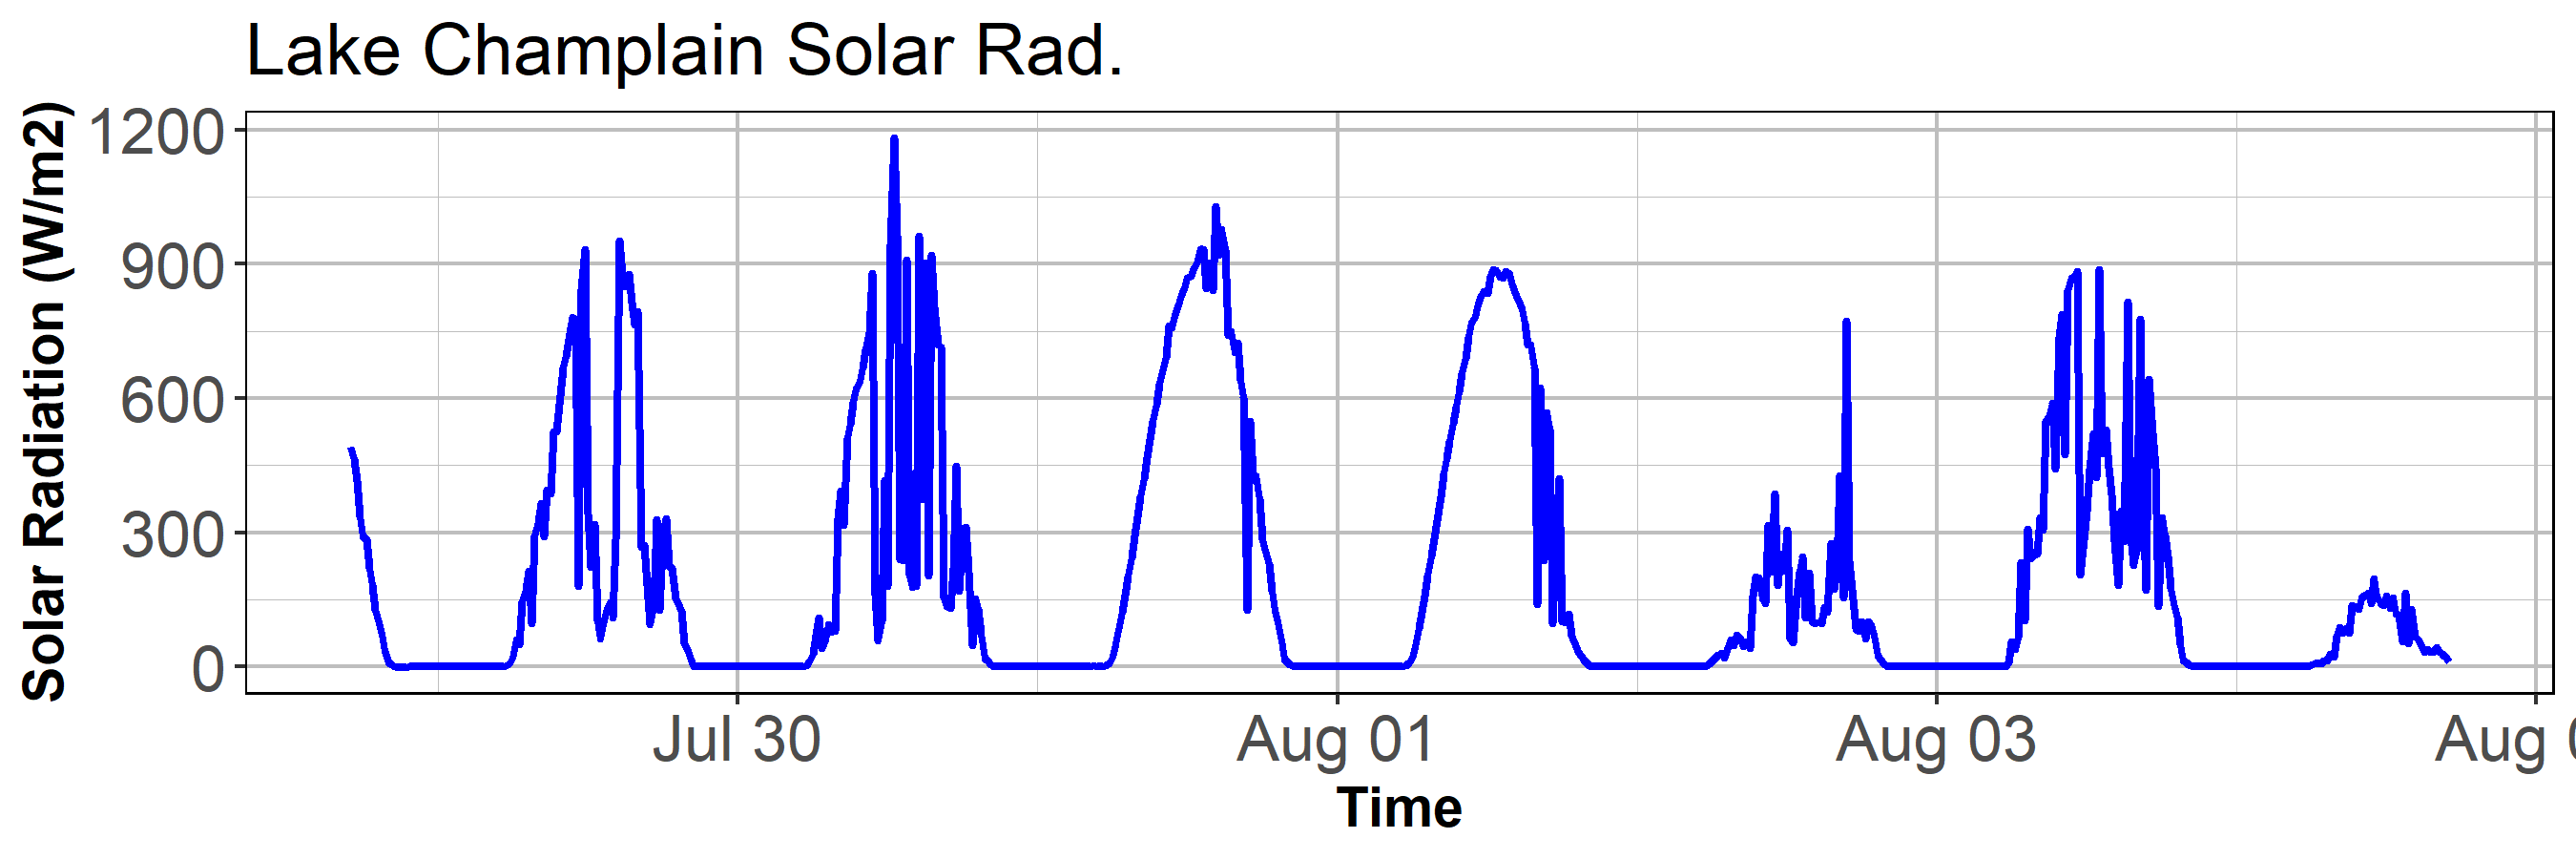 Lake Champlain Solar Rad.
Solar Radiation (W/m2)
1200
900
600
300
0
Jul 30
Aug 01
Aug 03
Aug
Time